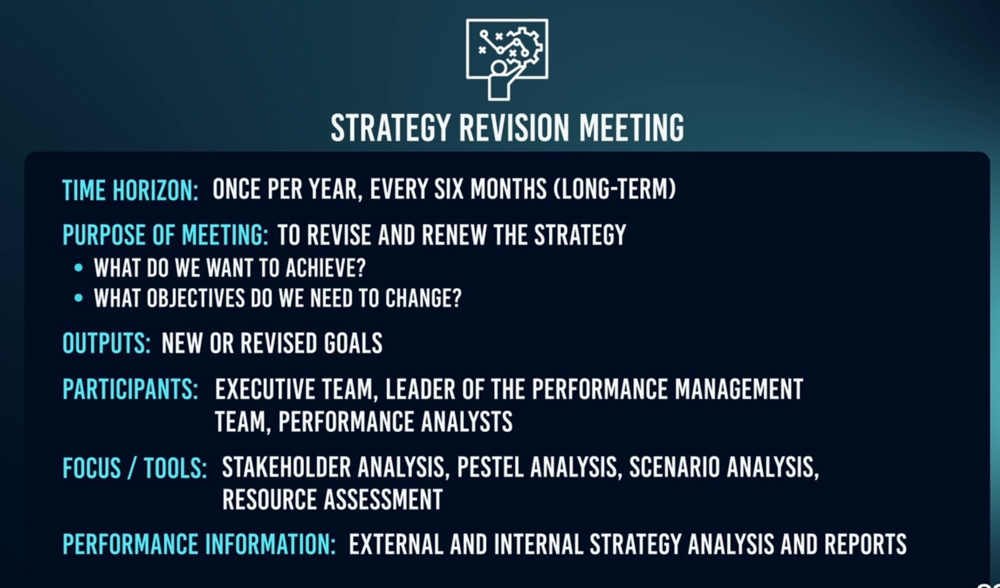 STRATEGY REVISION MEETING
TIME HORIZON: ONCE PER YEAR, EVERY SIX MONTHS (LONG-TERM)
PURPOSE OF MEETING: TO REVISE AND RENEW THE STRATEGY
• WHAT DO WE WANT TO ACHIEVE?
• WHAT OBJECTIVES DO WE NEED TO CHANGE?
OUTPUTS: NEW OR REVISED GOALS
PARTICIPANTS: EXECUTIVE TEAM, LEADER OF THE PERFORMANCE MANAGEMENT
TEAM, PERFORMANCE ANALYSTS
FOCUS / TOOLS: STAKEHOLDER ANALYSIS, PESTEL ANALYSIS, SCENARIO ANALYSIS,
RESOURCE ASSESSMENT
PERFORMANCE INFORMATION: EXTERNAL AND INTERNAL STRATEGY ANALYSIS AND REPORTS